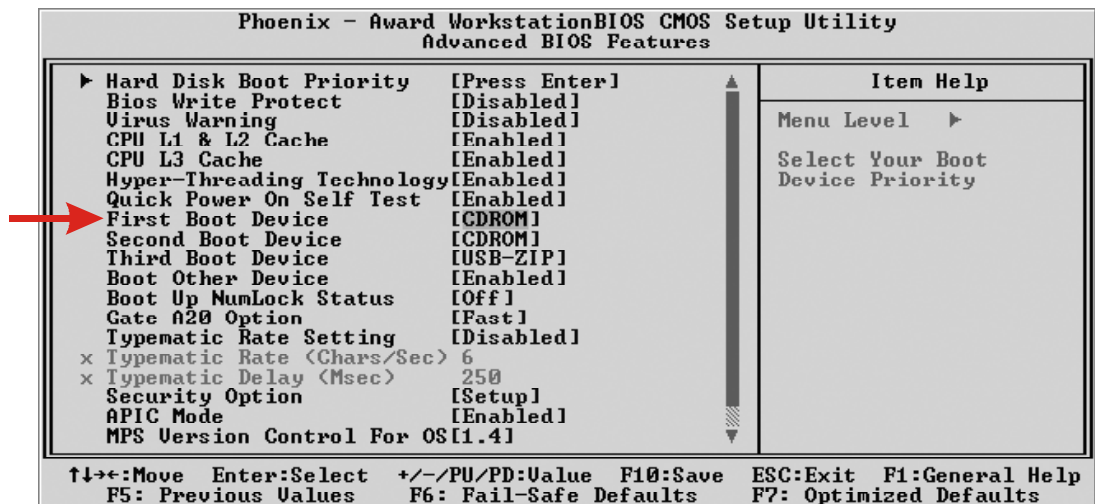 Phoenix - Award WorkstationBIOS CMOS Setup Utility
Advanced BIOS Features
▶ Hard Disk Boot Priority [Press Enter]
Bios Write Protect [Disabled]
Virus Warning [Disabled]
CPU L1 & L2 Cache [Enabled]
CPU L3 Cache [Enabled]
Hyper-Threading Technology[Enabled]
Quick Power On Self Test [Enabled]
First Boot Device [CDROM]
Second Boot Device [CDROM]
Third Boot Device [USB-ZIP]
Boot Other Device [Enabled]
Boot Up NumLock Status [Off]
Gate A20 Option [Fast]
Typematic Rate Setting [Disabled]
x Typematic Rate (Chars/Sec) 6
x Typematic Delay (Msec) 250
Security Option [Setup]
APIC Mode [Enabled]
MPS Version Control For OS[1.4]
Item Help
Menu Level ▶
Select Your Boot
Device Priority
↑↓→←:Move Enter:Select +/-/PU/PD:Value F10:Save ESC:Exit F1:General Help
F5: Previous Values F6: Fail-Safe Defaults F7: Optimized Defaults